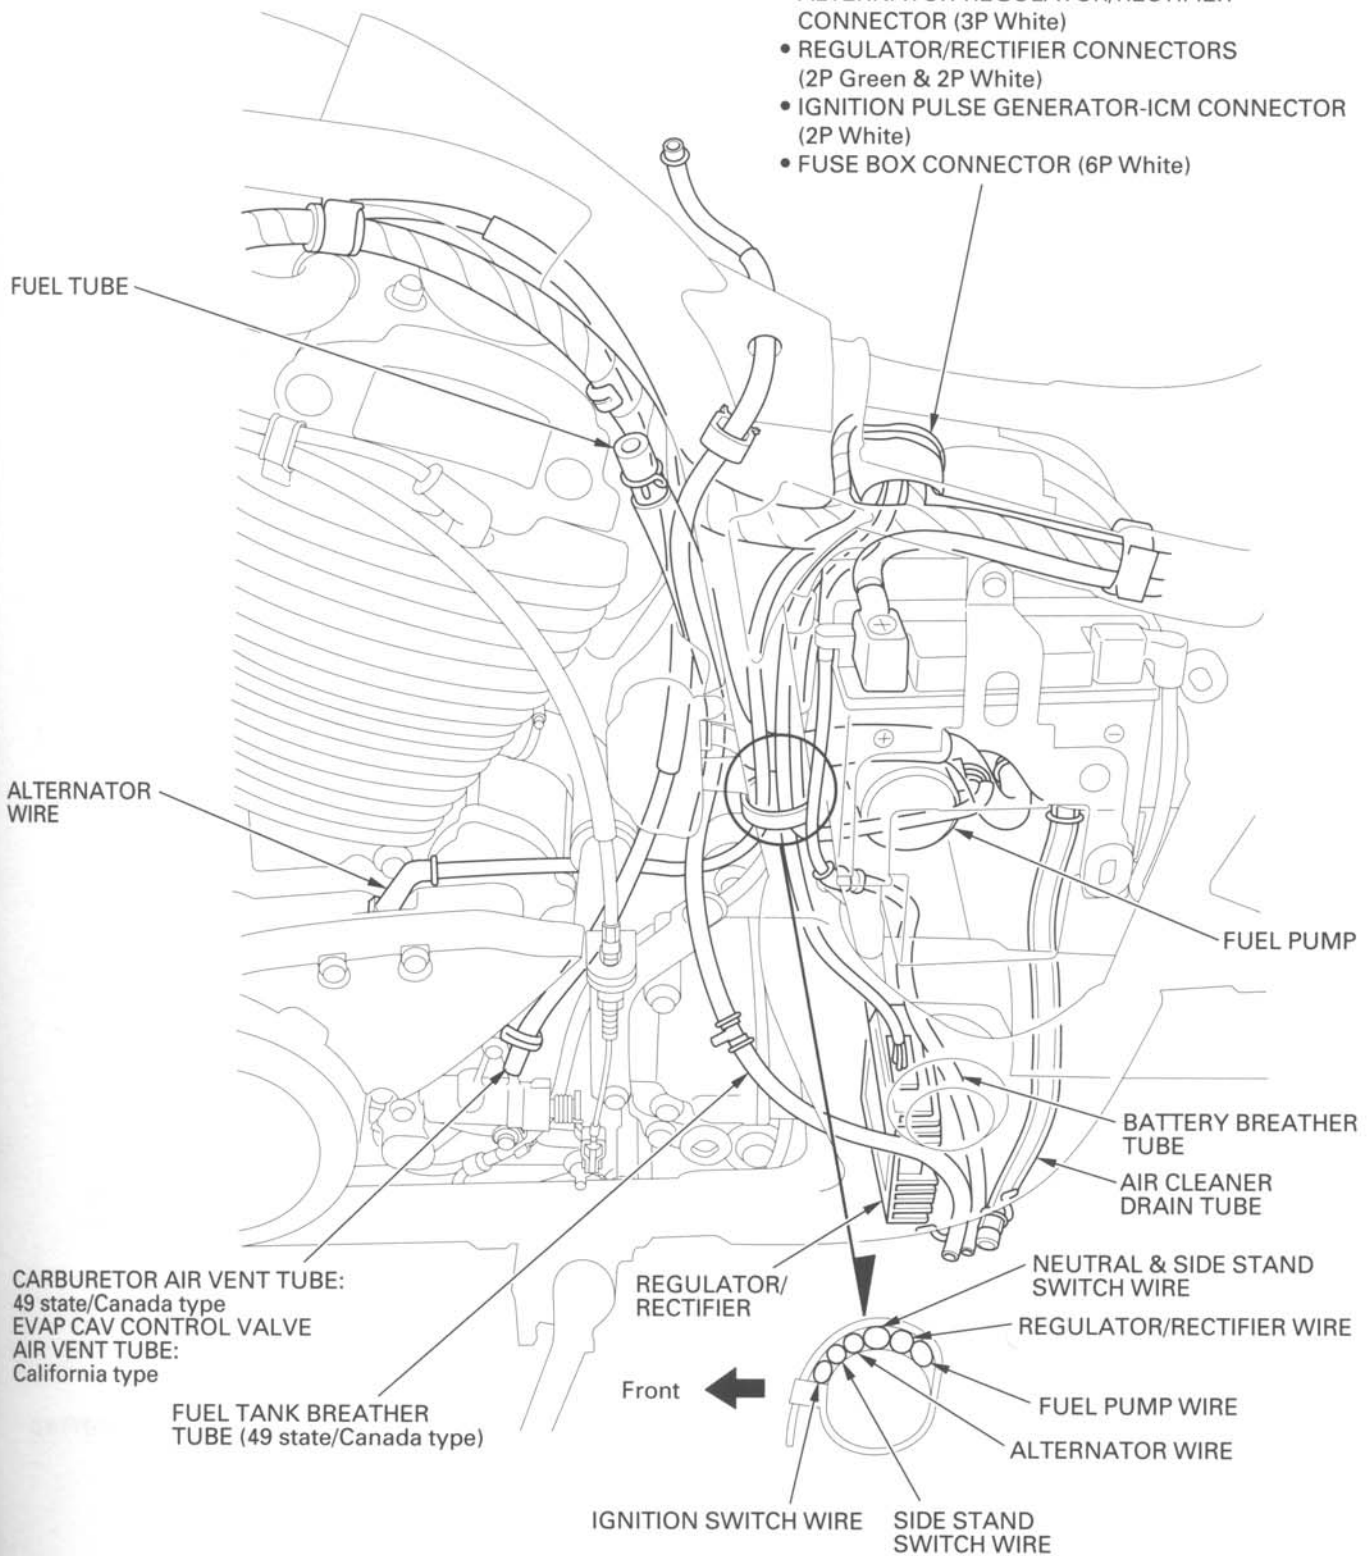 CONNECTOR (3P White)
• REGULATOR/RECTIFIER CONNECTORS
(2P Green & 2P White)
• IGNITION PULSE GENERATOR-ICM CONNECTOR
(2P White)
• FUSE BOX CONNECTOR (6P White)
FUEL TUBE
ALTERNATOR
WIRE
FUEL PUMP
BATTERY BREATHER
TUBE
AIR CLEANER
DRAIN TUBE
CARBURETOR AIR VENT TUBE:
49 state/Canada type
EVAP CAV CONTROL VALVE
AIR VENT TUBE:
California type
REGULATOR/
RECTIFIER
NEUTRAL & SIDE STAND
SWITCH WIRE
REGULATOR/RECTIFIER WIRE
Front
FUEL PUMP WIRE
FUEL TANK BREATHER
TUBE (49 state/Canada type)
ALTERNATOR WIRE
IGNITION SWITCH WIRE
SIDE STAND
SWITCH WIRE